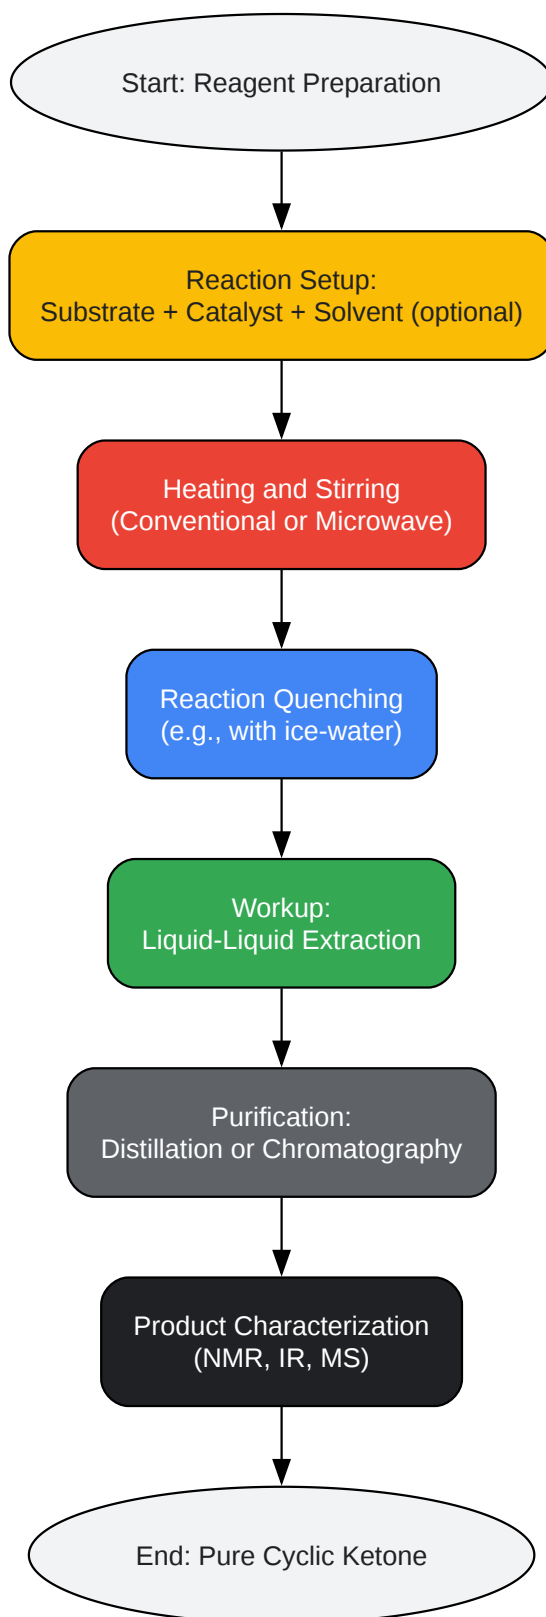 Start: Reagent Preparation
Reaction Setup:
Substrate + Catalyst + Solvent (optional)
Heating and Stirring
(Conventional or Microwave)
Reaction Quenching
(e.g., with ice-water)
Workup:
Liquid-Liquid Extraction
Purification:
Distillation or Chromatography
Product Characterization
(NMR, IR, MS)
End: Pure Cyclic Ketone